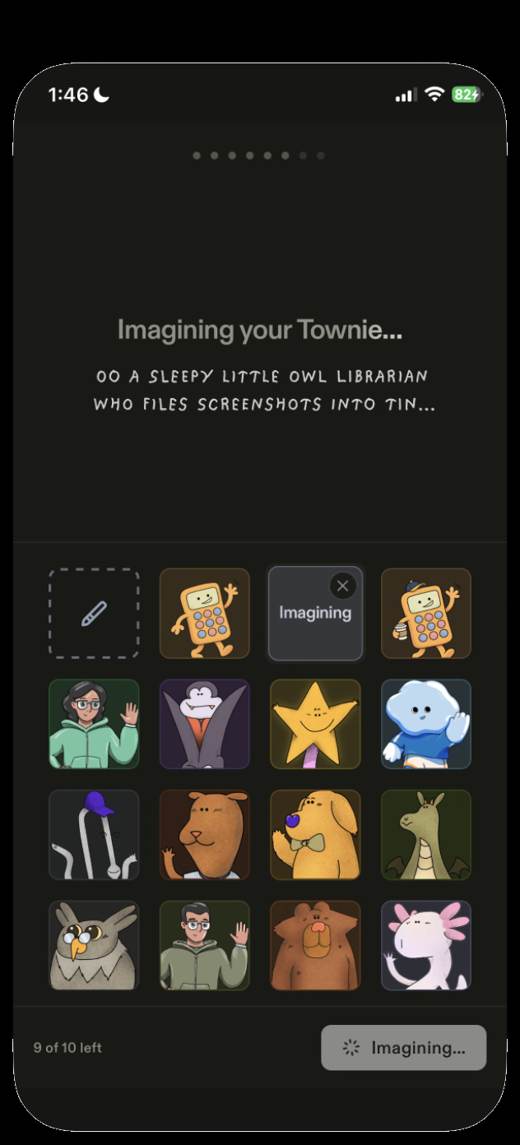 1:46
82
Imagining your Townie...
OO A SLEEPY LITTLE OWL LIBRARIAN
WHO FILES SCREENSHOTS INTO TIN...
Imagining
9 of 10 left
Imagining...